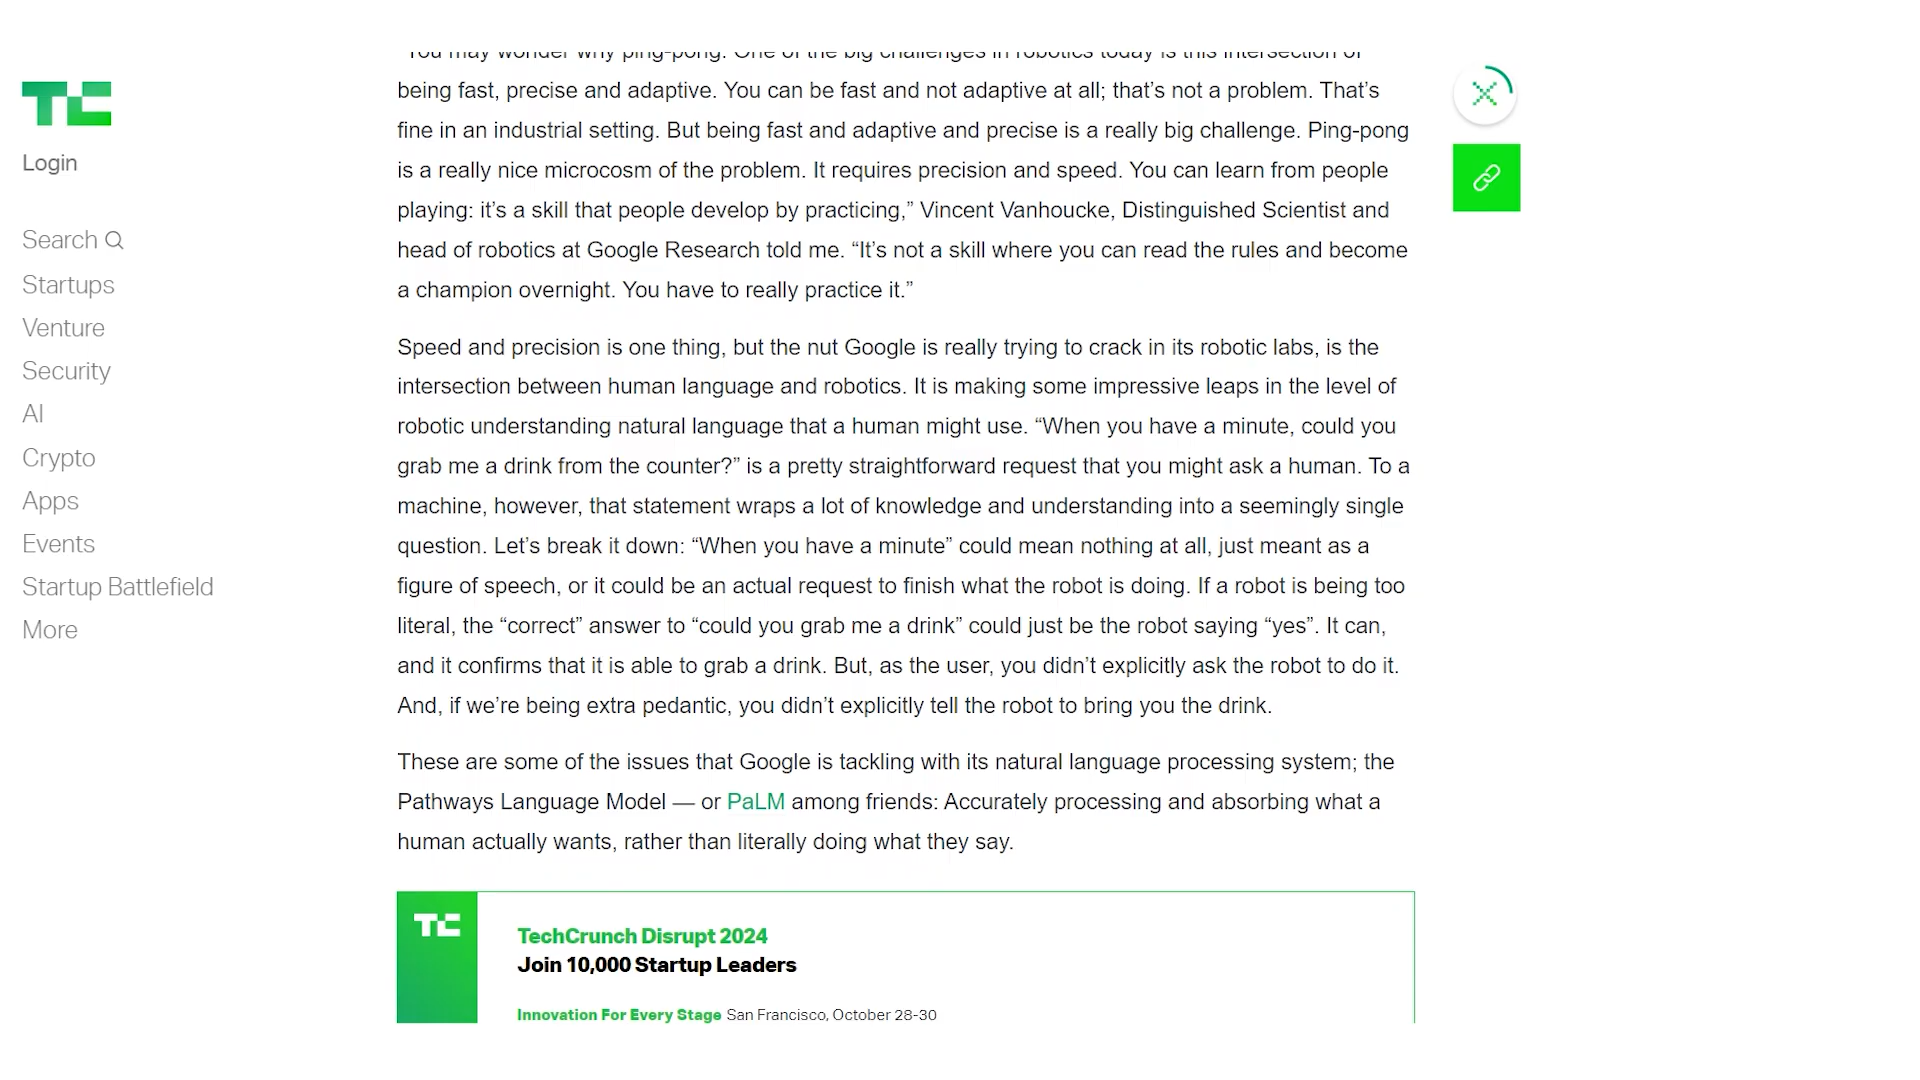 TC
Login
Search
Startups
Venture
Security
AI
Crypto
Apps
Events
Startup Battlefield
More
You may wonder why ping-pong. One of the big challenges in robotics today is this intersection of
being fast, precise and adaptive. You can be fast and not adaptive at all; that’s not a problem. That’s
fine in an industrial setting. But being fast and adaptive and precise is a really big challenge. Ping-pong
is a really nice microcosm of the problem. It requires precision and speed. You can learn from people
playing: it’s a skill that people develop by practicing,” Vincent Vanhoucke, Distinguished Scientist and
head of robotics at Google Research told me. “It’s not a skill where you can read the rules and become
a champion overnight. You have to really practice it.”
Speed and precision is one thing, but the nut Google is really trying to crack in its robotic labs, is the
intersection between human language and robotics. It is making some impressive leaps in the level of
robotic understanding natural language that a human might use. “When you have a minute, could you
grab me a drink from the counter?” is a pretty straightforward request that you might ask a human. To a
machine, however, that statement wraps a lot of knowledge and understanding into a seemingly single
question. Let’s break it down: “When you have a minute” could mean nothing at all, just meant as a
figure of speech, or it could be an actual request to finish what the robot is doing. If a robot is being too
literal, the “correct” answer to “could you grab me a drink” could just be the robot saying “yes”. It can,
and it confirms that it is able to grab a drink. But, as the user, you didn’t explicitly ask the robot to do it.
And, if we’re being extra pedantic, you didn’t explicitly tell the robot to bring you the drink.
These are some of the issues that Google is tackling with its natural language processing system; the
Pathways Language Model — or PaLM among friends: Accurately processing and absorbing what a
human actually wants, rather than literally doing what they say.
TC
TechCrunch Disrupt 2024
Join 10,000 Startup Leaders
Innovation For Every Stage San Francisco, October 28-30